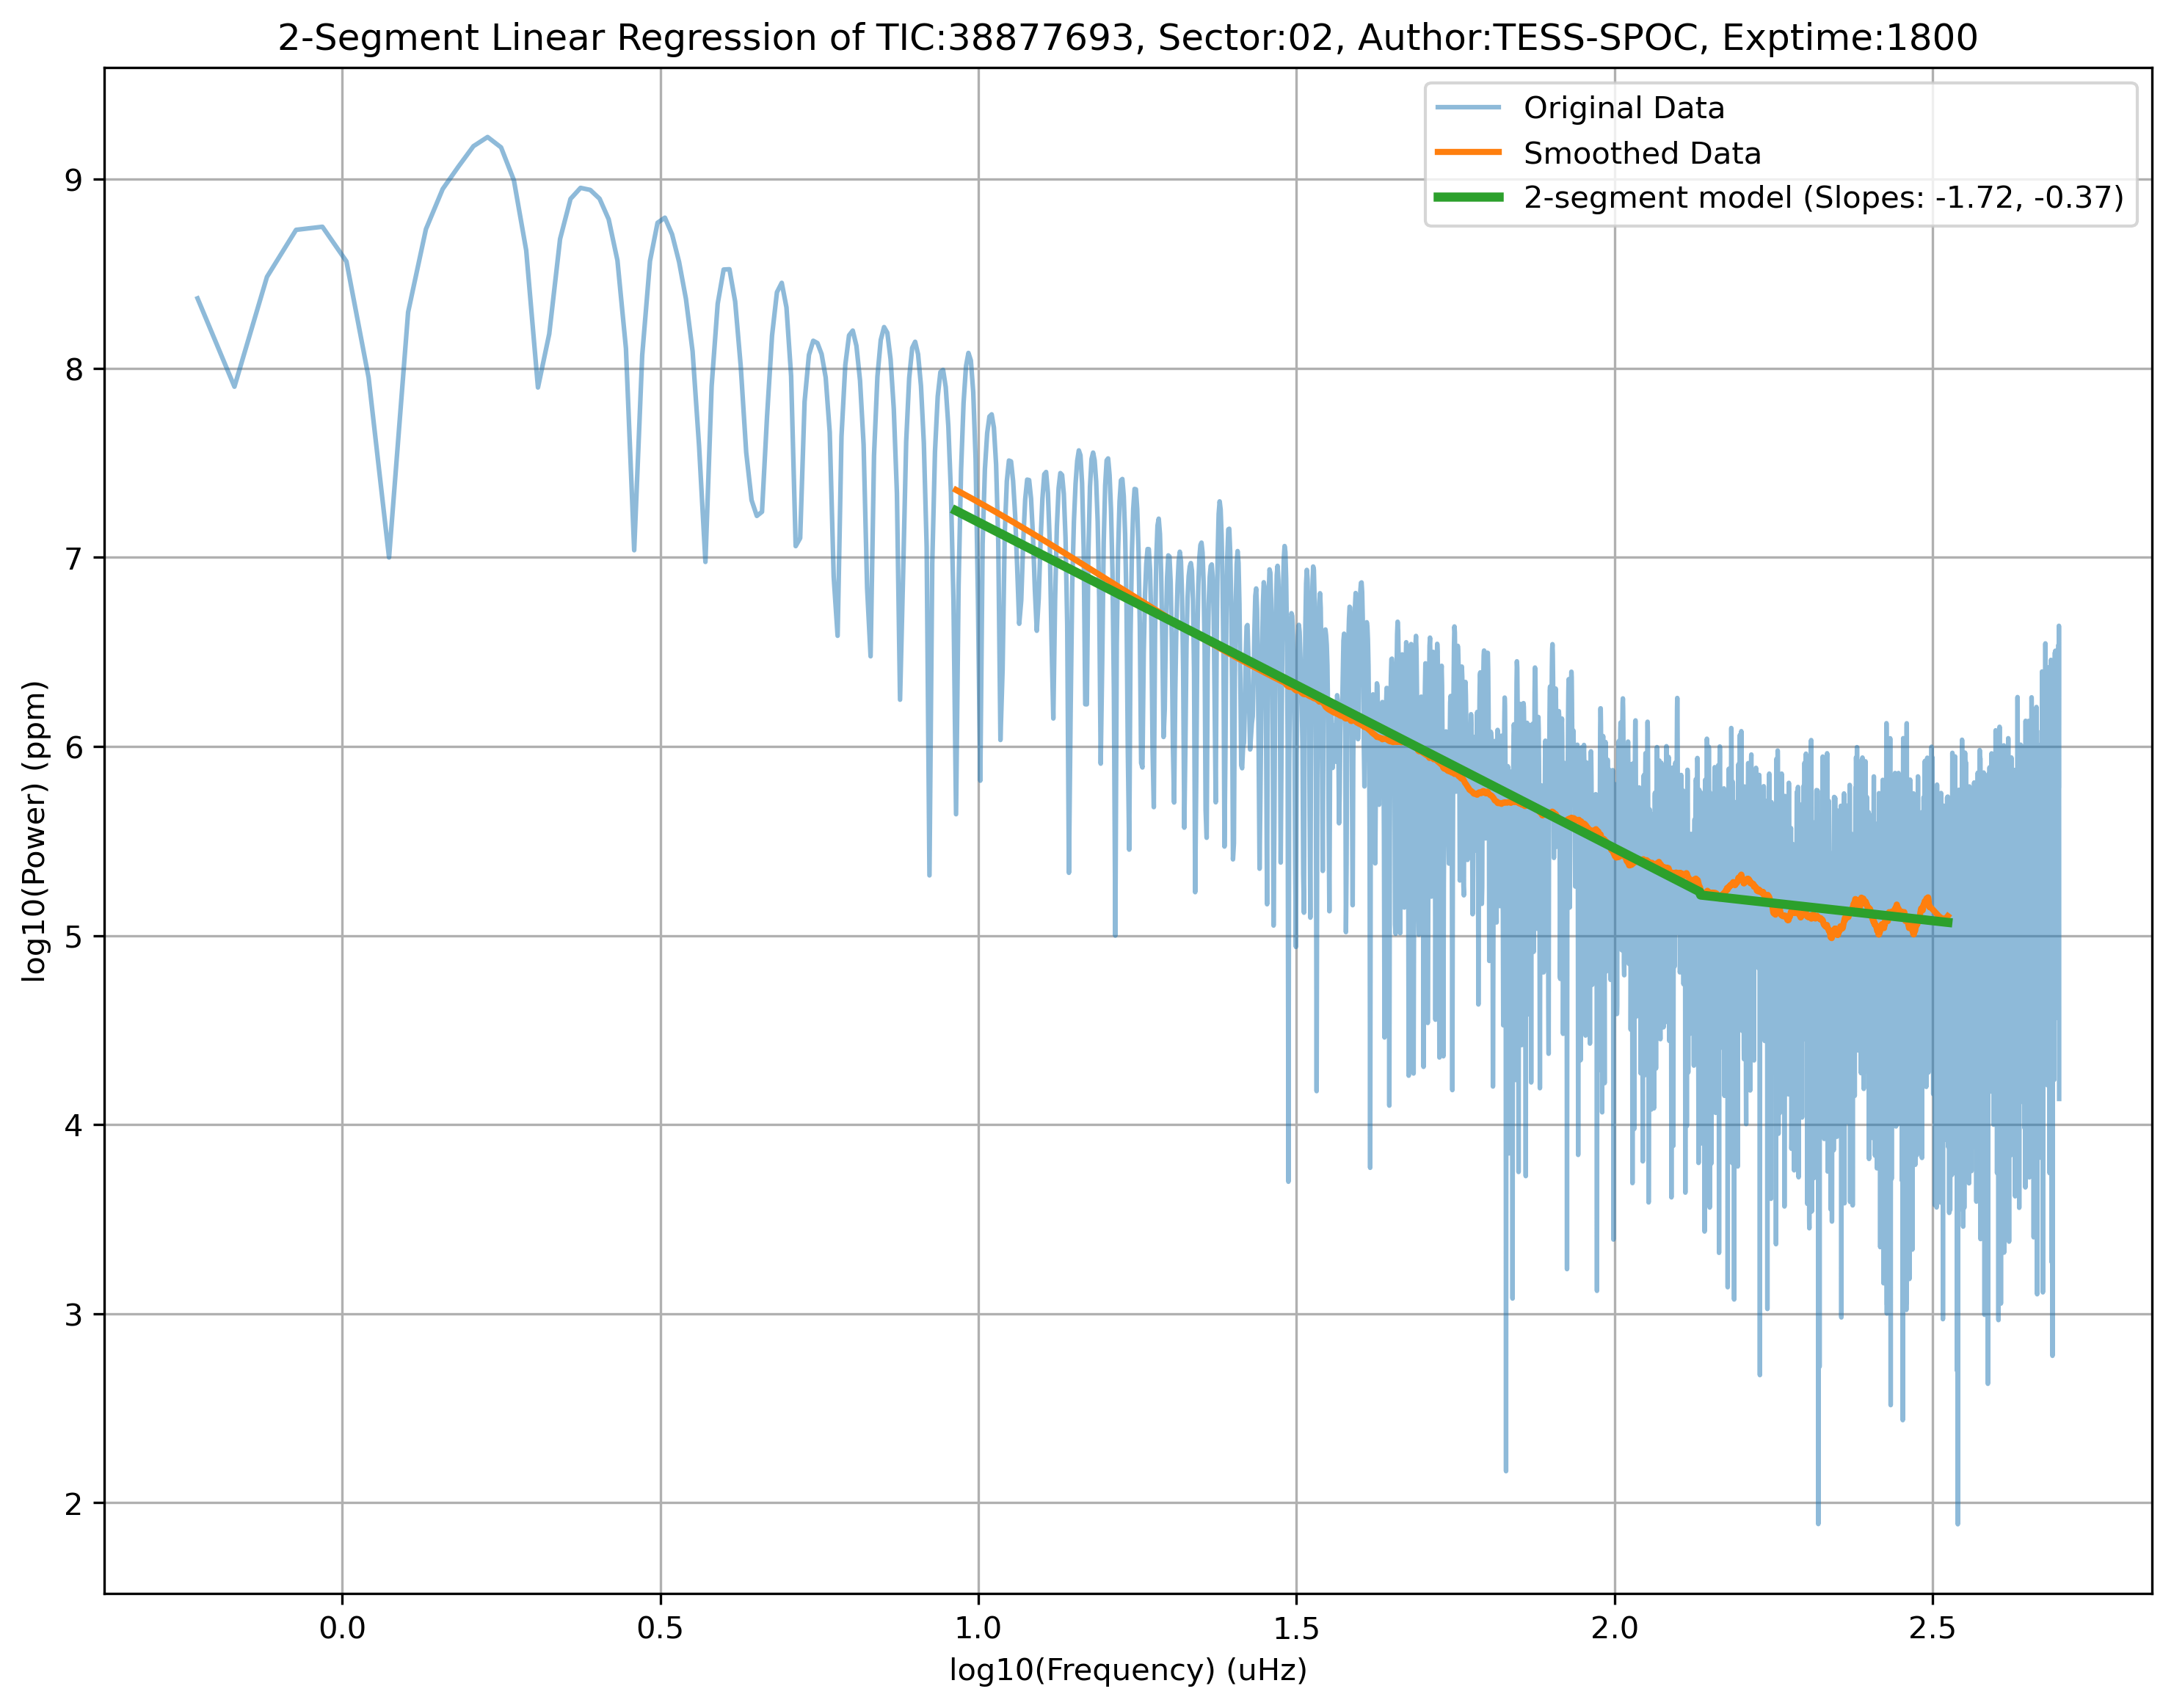 2-Segment Linear Regression of TIC:38877693, Sector:02, Author:TESS-SPOC, Exptime:1800
Original Data
Smoothed Data
2-segment model (Slopes: -1.72, -0.37)
log10(Power) (ppm)
9
8
7
6
5
4
3
2
0.0 0.5 1.0 1.5 2.0 2.5
log10(Frequency) (uHz)